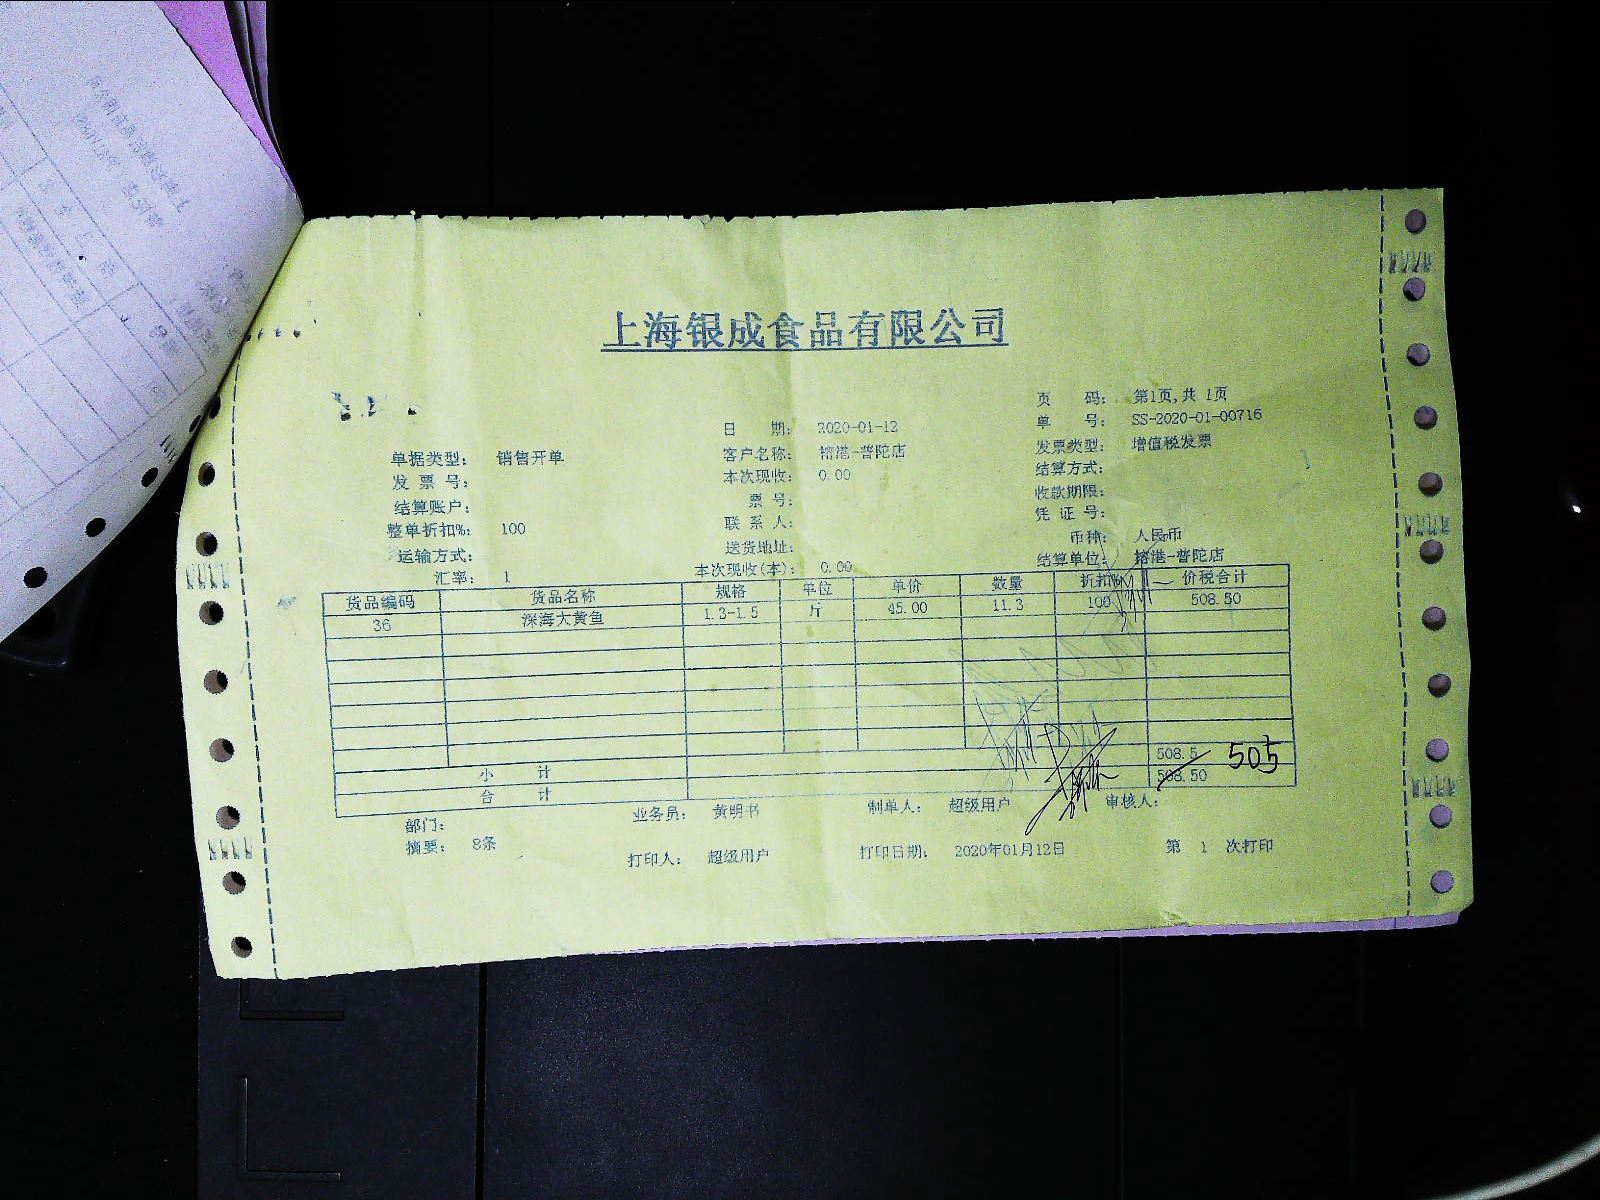 上海银成食品有限公司
页 码: 第1页,共 1页
单 号: SS-2020-01-00716
日 期: 2020-01-12
发票类型: 增值税发票
单据类型: 销售开单
客户名称: 榕港-普陀店
结算方式:
发 票 号:
本次现收: 0.00
收款期限:
结算账户:
票 号:
凭 证 号:
整单折扣%: 100
联 系 人:
币种: 人民币
运输方式:
送货地址:
结算单位: 榕港-普陀店
汇率: 1
本次现收(本): 0.00
货品编码 货品名称 规格 单位 单价 数量 折扣% 价税合计
36 深海大黄鱼 1.3-1.5 斤 45.00 11.3 100 508.50
小 计 508.5 505
合 计 508.50
部门: 业务员: 黄明书 制单人: 超级用户 审核人:
摘要: 8条 打印人: 超级用户 打印日期: 2020年01月12日 第 1 次打印